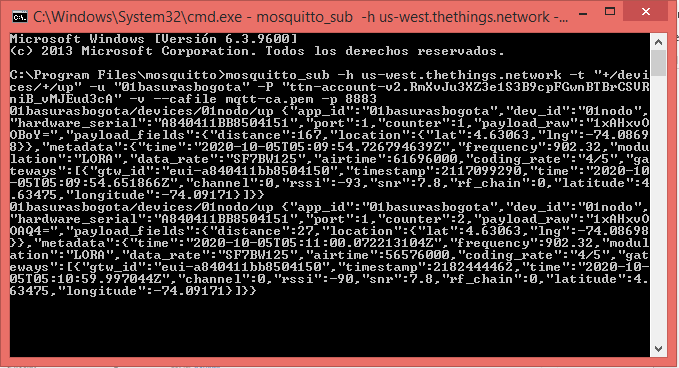 C:\Windows\System32\cmd.exe - mosquitto_sub -h us-west.thethings.network -...
Microsoft Windows [Versión 6.3.9600]
(c) 2013 Microsoft Corporation. Todos los derechos reservados.
C:\Program Files\mosquitto>mosquitto_sub -h us-west.thethings.network -t "+/devi
ces/+/up" -u "01basurasbogota" -P "ttn-account-v2.RmXvJu3XZ3e1S3B9cpFGwnBTBrCSVR
niB_vMJEud3cA" -v --cafile mqtt-ca.pem -p 8883
01basurasbogota/devices/01nodo/up {"app_id":"01basurasbogota","dev_id":"01nodo",
"hardware_serial":"A840411BB8504151","port":1,"counter":1,"payload_raw":"1xAHxvO
OBoY=","payload_fields":{"distance":167,"location":{"lat":4.63063,"lng":-74.0869
8}},"metadata":{"time":"2020-10-05T05:09:54.726794639Z","frequency":902.32,"modu
lation":"LORA","data_rate":"SF7BW125","airtime":61696000,"coding_rate":"4/5","ga
teways":[{"gtw_id":"eui-a840411bb8504150","timestamp":2117099290,"time":"2020-10
-05T05:09:54.651866Z","channel":0,"rssi":-93,"snr":7.8,"rf_chain":0,"latitude":4
.63475,"longitude":-74.09171}]}}
01basurasbogota/devices/01nodo/up {"app_id":"01basurasbogota","dev_id":"01nodo",
"hardware_serial":"A840411BB8504151","port":1,"counter":2,"payload_raw":"1xAHxvO
OAQ4=","payload_fields":{"distance":27,"location":{"lat":4.63063,"lng":-74.08698
}},"metadata":{"time":"2020-10-05T05:11:00.072213104Z","frequency":902.32,"modul
ation":"LORA","data_rate":"SF7BW125","airtime":56576000,"coding_rate":"4/5","gat
eways":[{"gtw_id":"eui-a840411bb8504150","timestamp":2182444462,"time":"2020-10-
05T05:10:59.997044Z","channel":0,"rssi":-90,"snr":7.8,"rf_chain":0,"latitude":4.
63475,"longitude":-74.09171}]}}